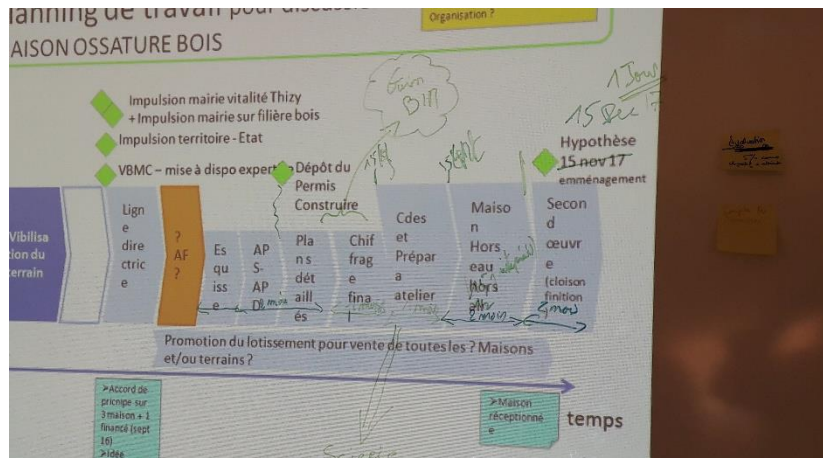 Planning de travail pour discussi
Organisation ?
AISON OSSATURE BOIS
BIM
1 Jour
15 Dec 17
Impulsion mairie vitalité Thizy
+ Impulsion mairie sur filière bois
Impulsion territoire - Etat
VBMC – mise à dispo expert
Dépôt du
Permis
Construire
Hypothèse
15 nov 17
emménagement
Vibilisa
tion du
terrain
Lign
e
dire
ctric
e
?
AF
?
Es
qu
iss
e
AP
S-
AP
D
Pla
ns
dét
aill
és
Chif
frag
e
fina
l
Cdes
et
Prépar
a
atelier
Maiso
n
Hors
eau
Hors
air
Secon
d
œuvr
e
(cloison
finition
2 mois
2 mois
Promotion du lotissement pour vente de toutes les ? Maisons
et/ou terrains ?
➢Accord de
pricnipe sur
3 maison + 1
financé (sept
16)
➢Idée
➢Maison
réceptionné
e
temps